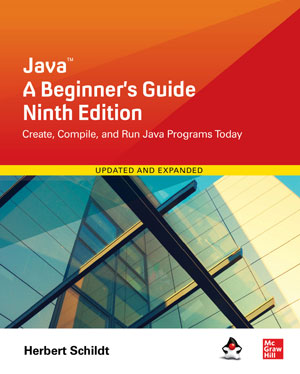 Java™
A Beginner's Guide
Ninth Edition
Create, Compile, and Run Java Programs Today
UPDATED AND EXPANDED
Herbert Schildt
Mc
Graw
Hill